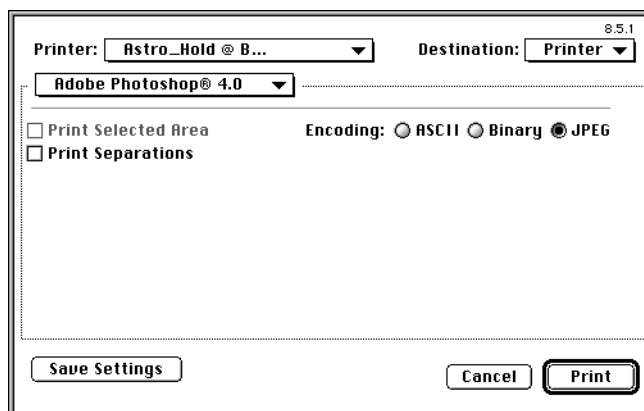 8.5.1
Printer: Astro_Hold @ B... Destination: Printer
Adobe Photoshop® 4.0
Print Selected Area Encoding: ASCII Binary JPEG
Print Separations
Save Settings
Cancel Print